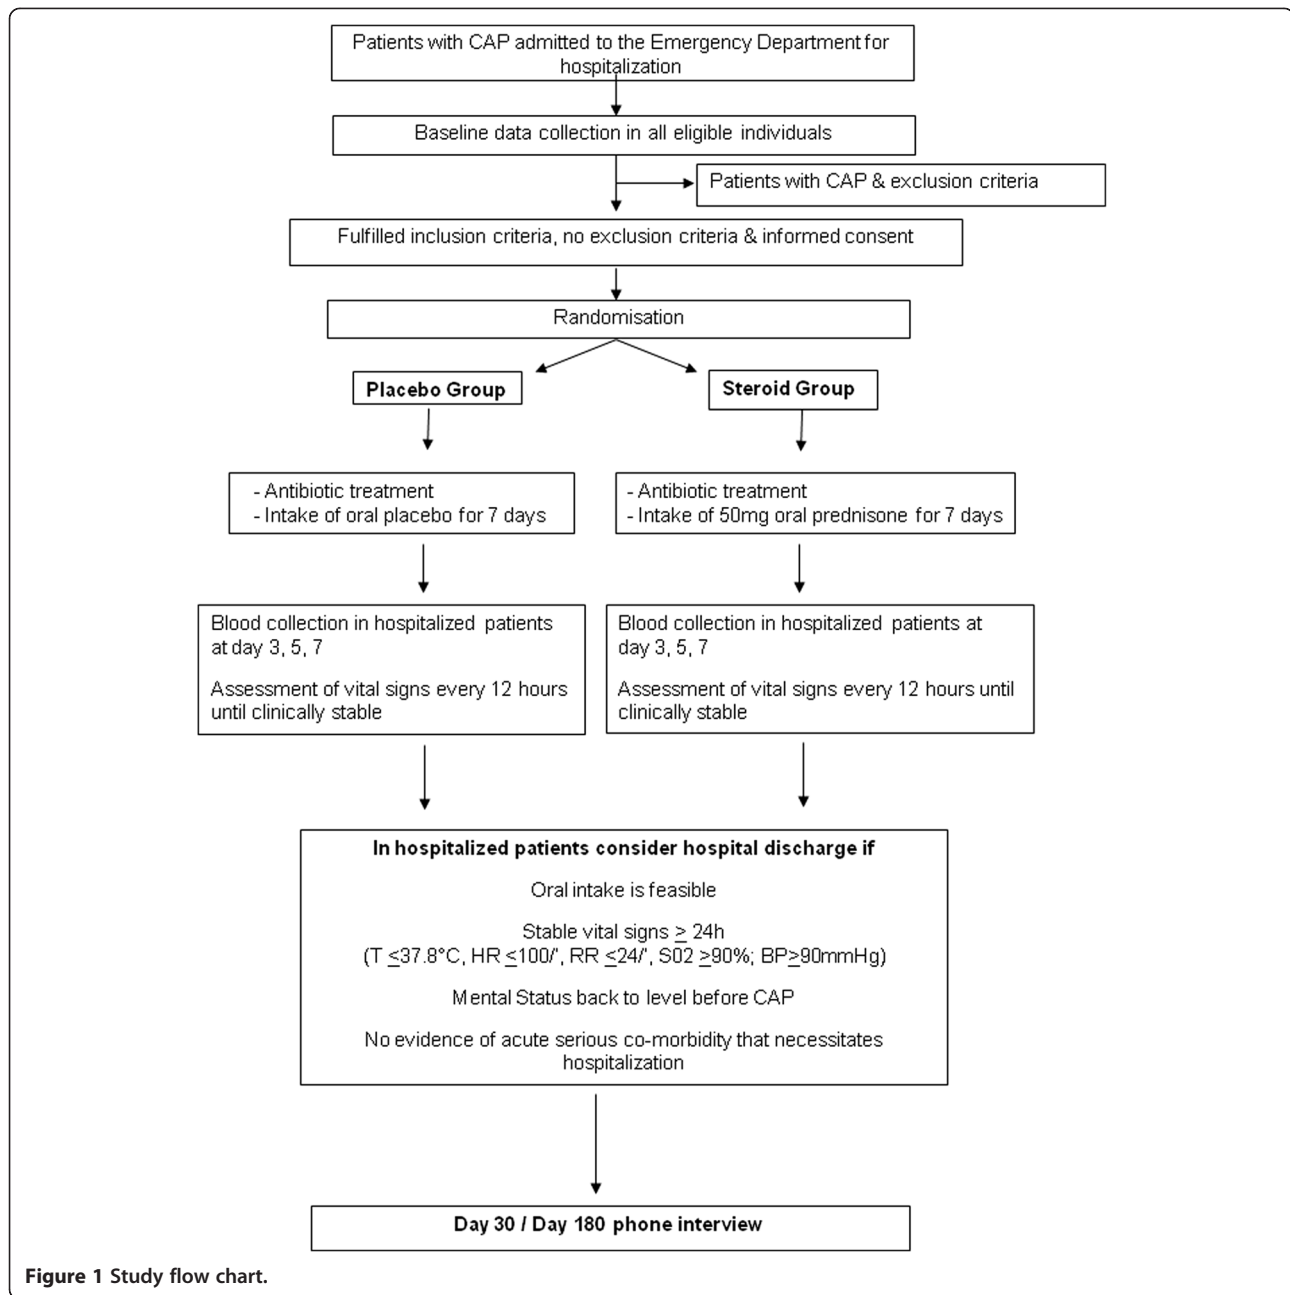 Patients with CAP admitted to the Emergency Department for
hospitalization
Baseline data collection in all eligible individuals
Patients with CAP & exclusion criteria
Fulfilled inclusion criteria, no exclusion criteria & informed consent
Randomisation
Placebo Group
Steroid Group
- Antibiotic treatment
- Intake of oral placebo for 7 days
- Antibiotic treatment
- Intake of 50mg oral prednisone for 7 days
Blood collection in hospitalized patients
at day 3, 5, 7
Assessment of vital signs every 12 hours
until clinically stable
Blood collection in hospitalized patients at
day 3, 5, 7
Assessment of vital signs every 12 hours until
clinically stable
In hospitalized patients consider hospital discharge if
Oral intake is feasible
Stable vital signs ≥ 24h
(T ≤37.8°C, HR ≤100/', RR ≤24/', S02 ≥90%; BP≥90mmHg)
Mental Status back to level before CAP
No evidence of acute serious co-morbidity that necessitates
hospitalization
Day 30 / Day 180 phone interview
Figure 1 Study flow chart.